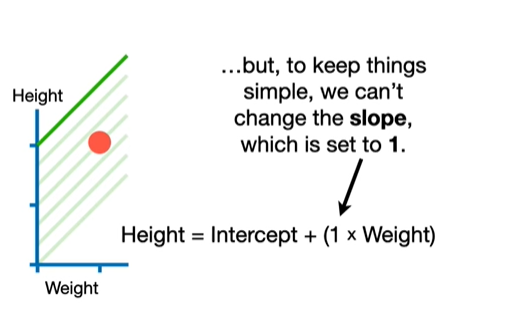 …but, to keep things
simple, we can’t
change the slope,
which is set to 1.
Height
Height = Intercept + (1 × Weight)
Weight